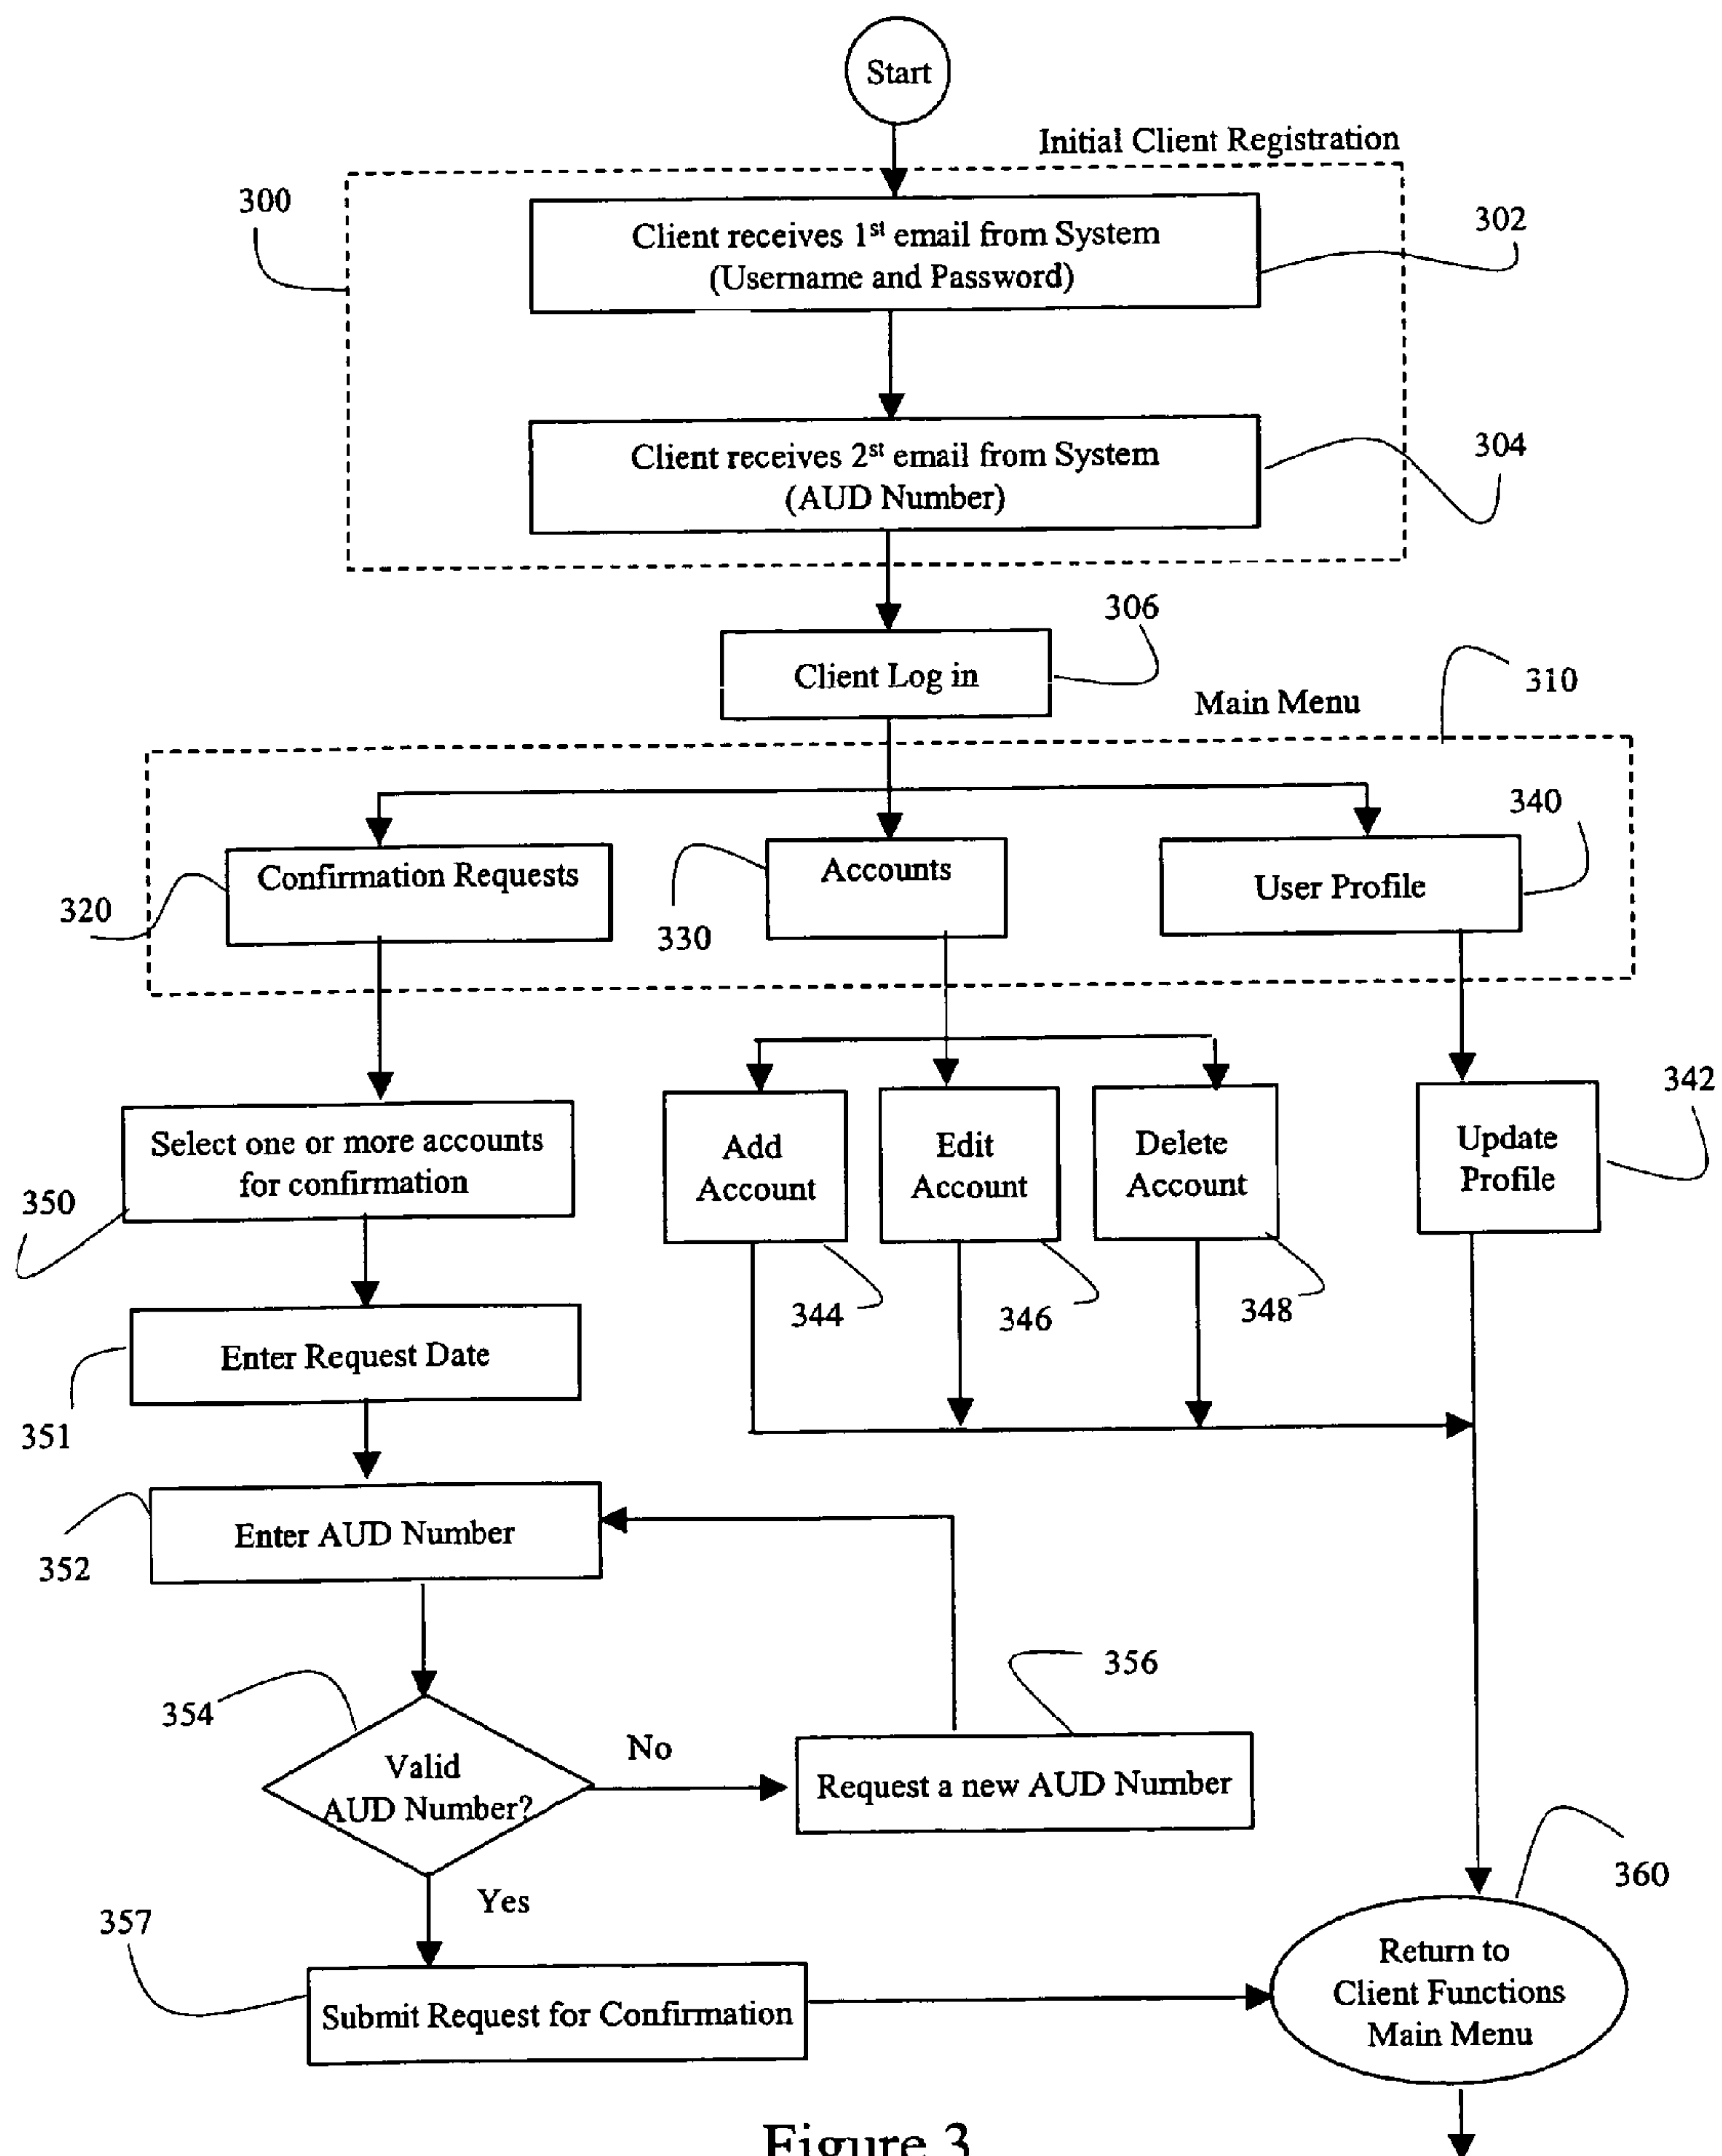 Start
Initial Client Registration
300
Client receives 1st email from System
(Username and Password)
302
Client receives 2st email from System
(AUD Number)
304
306
Client Log in
Main Menu
310
340
Confirmation Requests
Accounts
User Profile
320
330
342
Select one or more accounts
for confirmation
350
Add
Account
Edit
Account
Delete
Account
Update
Profile
344
346
348
Enter Request Date
351
Enter AUD Number
352
354
356
Valid
AUD Number?
No
Request a new AUD Number
Yes
360
357
Submit Request for Confirmation
Return to
Client Functions
Main Menu
Figure 3